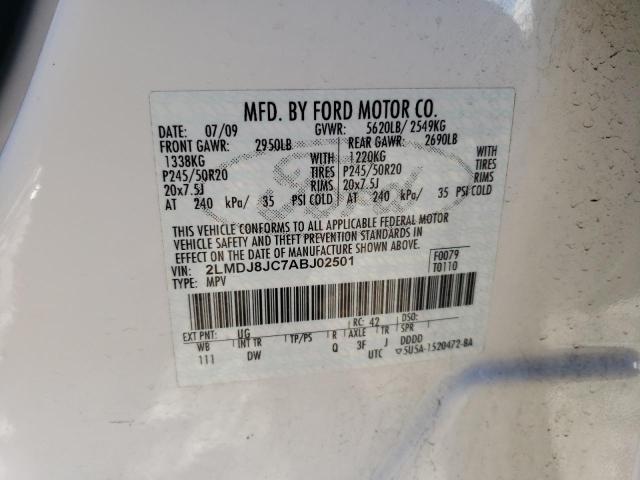 MFD. BY FORD MOTOR CO.
DATE: 07/09 GVWR: 5620LB/ 2549KG
FRONT GAWR: 2950LB REAR GAWR: 2690LB
1338KG WITH 1220KG WITH
P245/50R20 TIRES P245/50R20 TIRES
20x7.5J RIMS 20x7.5J RIMS
AT 240 kPa/ 35 PSI COLD AT 240 kPa/ 35 PSI COLD
THIS VEHICLE CONFORMS TO ALL APPLICABLE FEDERAL MOTOR
VEHICLE SAFETY AND THEFT PREVENTION STANDARDS IN
EFFECT ON THE DATE OF MANUFACTURE SHOWN ABOVE.
VIN: 2LMDJ8JC7ABJ02501 F0079
TYPE: MPV T0110
EXT PNT: UG RC: 42 DSO:
WB INT TR TP/PS R AXLE TR SPR
111 DW Q 3F J DDDD
UTC ▽5U5A-1520472-BA
Ford